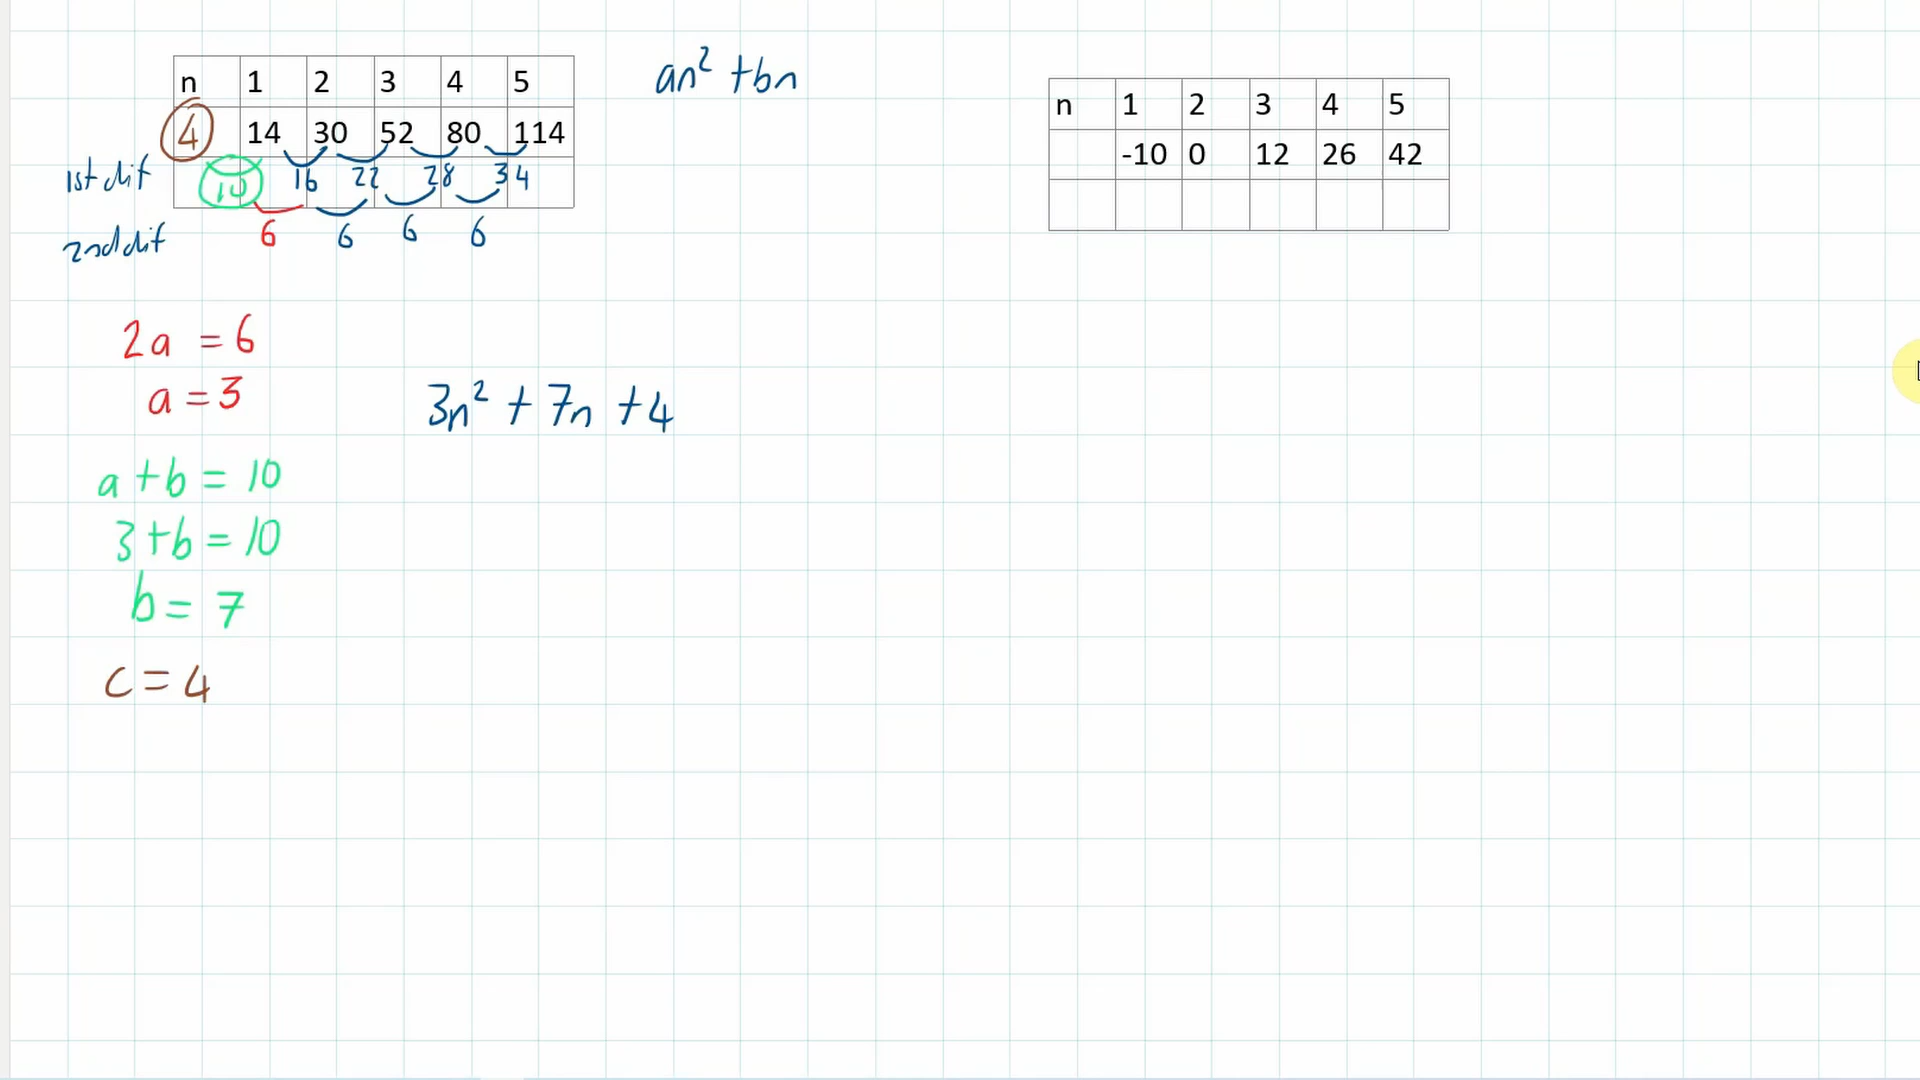 n 1 2 3 4 5
4 14 30 52 80 114
1st dif 10 16 22 28 34
2nd dif 6 6 6 6
an² + bn
2a = 6
a = 3
3n² + 7n + 4
a + b = 10
3 + b = 10
b = 7
c = 4
n 1 2 3 4 5
-10 0 12 26 42